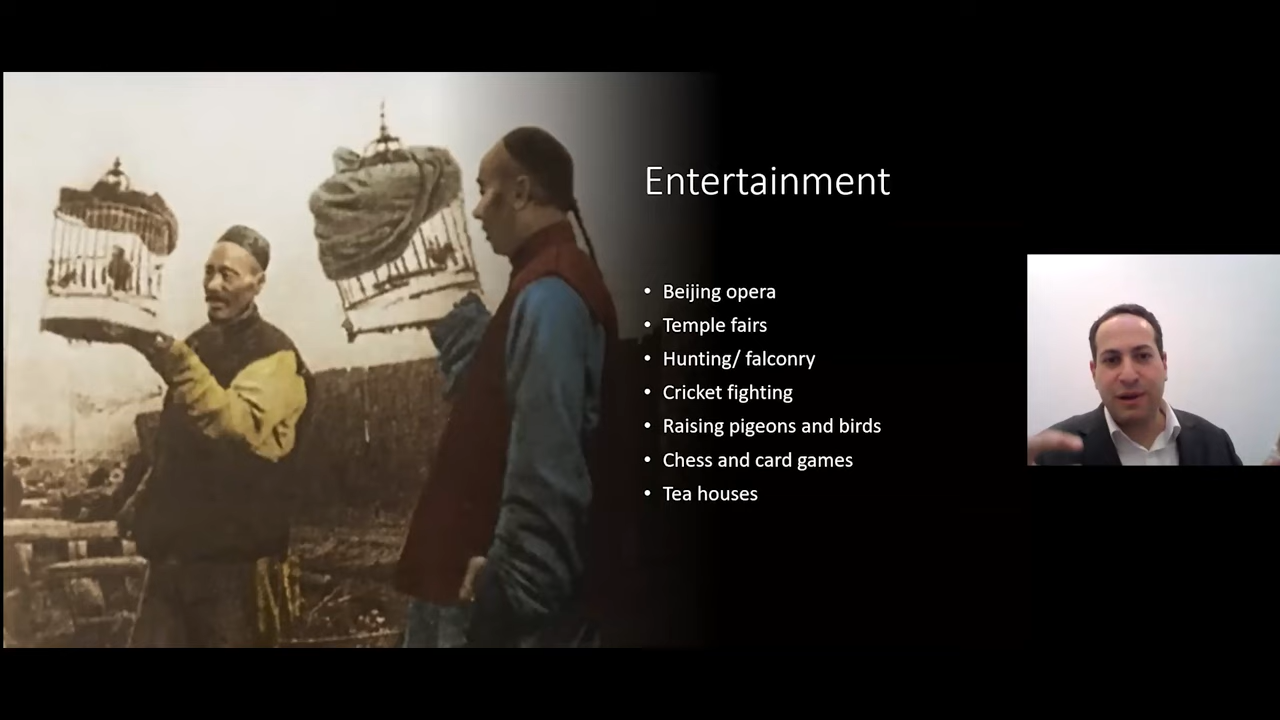 Entertainment
• Beijing opera
• Temple fairs
• Hunting/ falconry
• Cricket fighting
• Raising pigeons and birds
• Chess and card games
• Tea houses